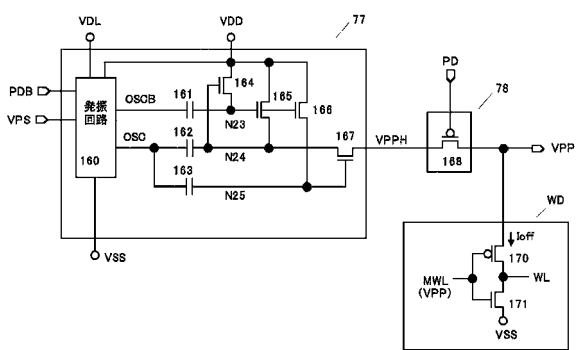 VDL
VDD
77
PDB
VPS
発振
回路
160
OSCB
161
164
165
166
N23
OSC
162
N24
163
N25
167
VPPH
VSS
PD
78
168
VPP
WD
Ioff
170
MWL
(VPP)
WL
171
VSS